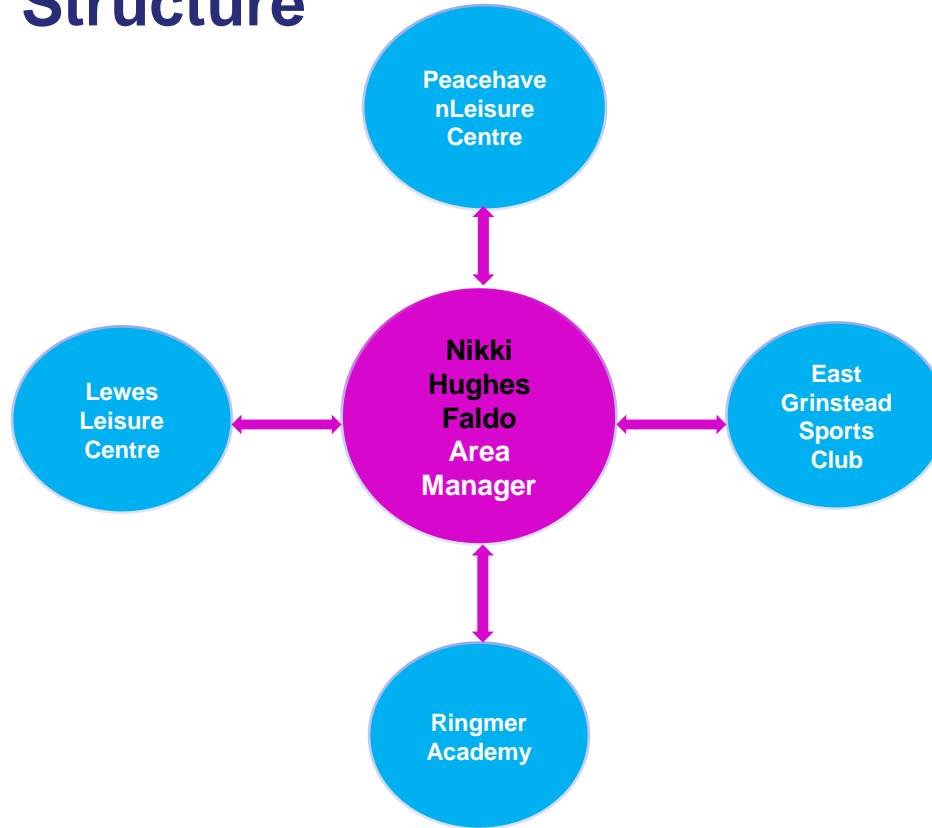 Structure
Peacehave
nLeisure
Centre
Nikki
Hughes
Faldo
Area
Manager
Lewes
Leisure
Centre
East
Grinstead
Sports
Club
Ringmer
Academy